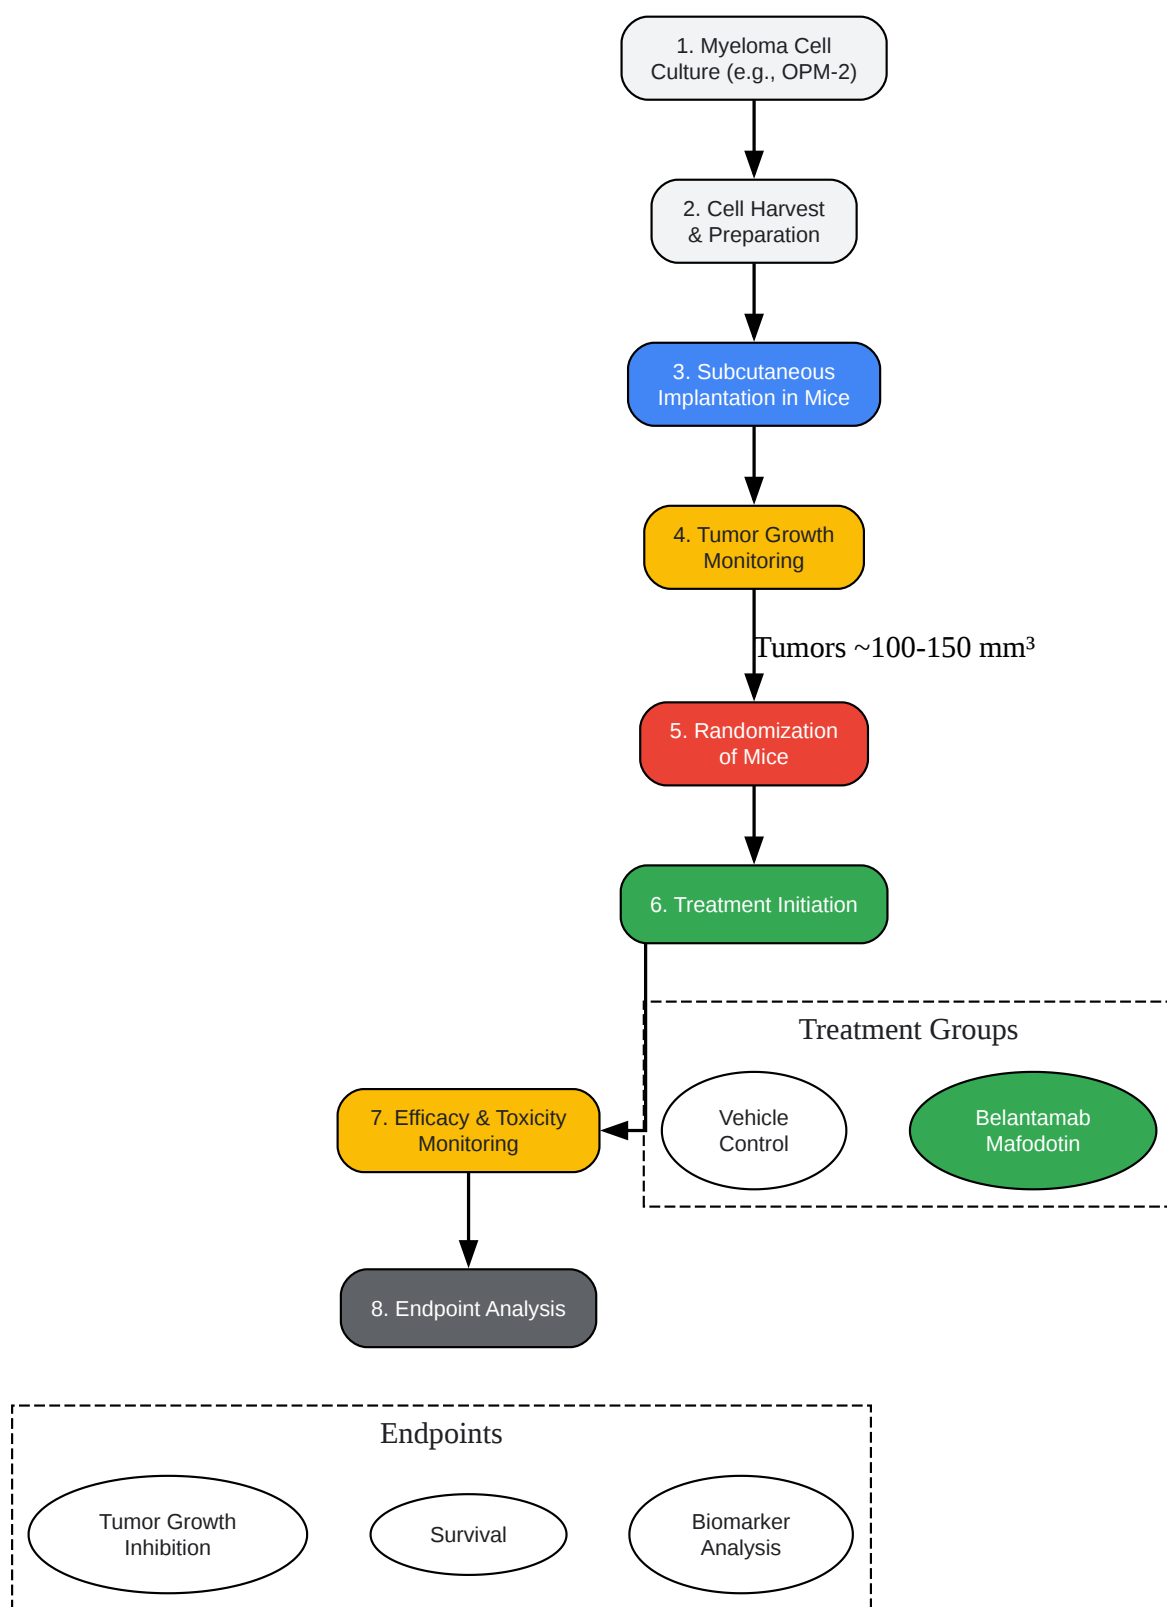 1. Myeloma Cell
Culture (e.g., OPM-2)
2. Cell Harvest
& Preparation
3. Subcutaneous
Implantation in Mice
4. Tumor Growth
Monitoring
Tumors ~100-150 mm³
5. Randomization
of Mice
6. Treatment Initiation
Treatment Groups
Vehicle
Control
Belantamab
Mafodotin
7. Efficacy & Toxicity
Monitoring
8. Endpoint Analysis
Endpoints
Tumor Growth
Inhibition
Survival
Biomarker
Analysis